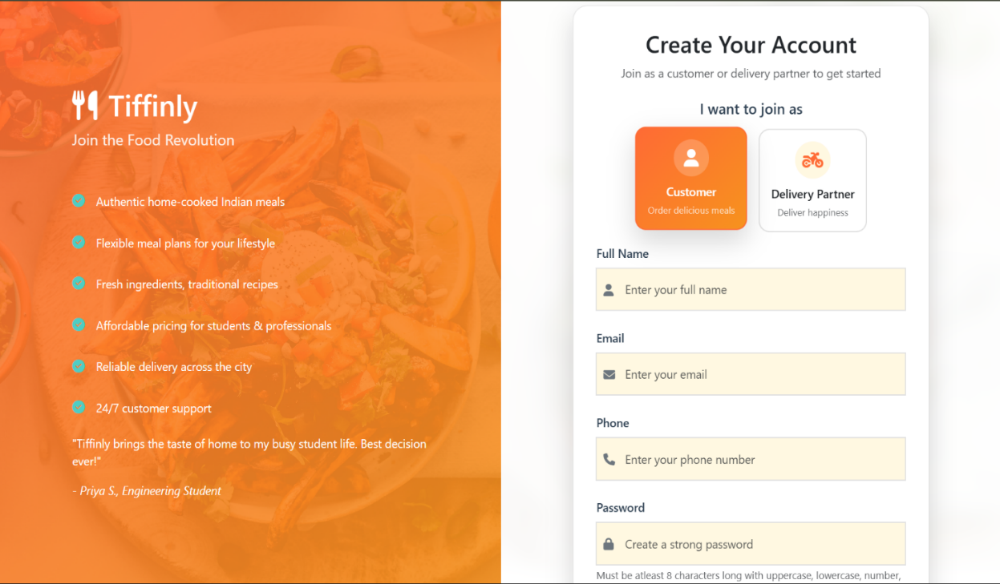 Tiffinly
Join the Food Revolution
Authentic home-cooked Indian meals
Flexible meal plans for your lifestyle
Fresh ingredients, traditional recipes
Affordable pricing for students & professionals
Reliable delivery across the city
24/7 customer support
"Tiffinly brings the taste of home to my busy student life. Best decision
ever!"
- Priya S., Engineering Student
Create Your Account
Join as a customer or delivery partner to get started
I want to join as
Customer
Order delicious meals
Delivery Partner
Deliver happiness
Full Name
Enter your full name
Email
Enter your email
Phone
Enter your phone number
Password
Create a strong password
Must be atleast 8 characters long with uppercase, lowercase, number,